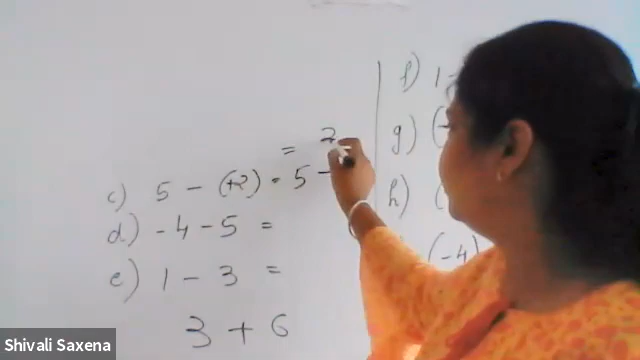 = 2
c) 5 - (+2) = 5 -
d) -4 - 5 =
e) 1 - 3 =
3 + 6
f) 1
g) (-
h) (
(-4)
Shivali Saxena